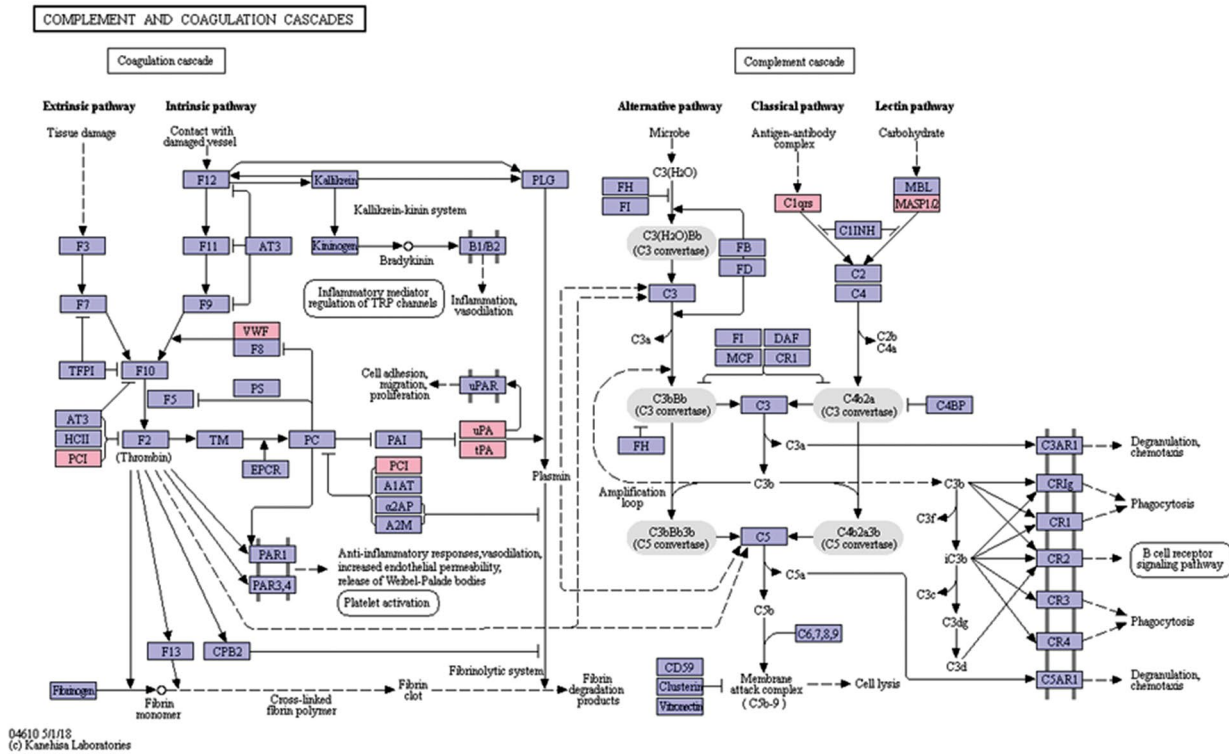 COMPLEMENT AND COAGULATION CASCADES
Coagulation cascade
Complement cascade
Extrinsic pathway
Intrinsic pathway
Alternative pathway
Classical pathway
Lectin pathway
Tissue damage
Contact with
damaged vessel
Microbe
Antigen-antibody
complex
Carbohydrate
F12
Kallikrein
PLG
C3(H2O)
FH
FI
C1qrs
MBL
MASP1/2
Kallikrein-kinin system
F3
F11
AT3
Kininogen
Bradykinin
B1/B2
C3(H2O)Bb
(C3 convertase)
FB
FD
C1INH
C2
C4
F7
F9
Inflammatory mediator
regulation of TRP channels
Inflammation,
vasodilation
C3
VWF
F8
C3a
FI
DAF
MCP
CR1
C2b
C4a
TFPI
F10
PS
F5
Cell adhesion,
migration,
proliferation
uPAR
C3bBb
(C3 convertase)
C3
C4b2a
(C3 convertase)
C4BP
AT3
HCII
PCI
F2
(Thrombin)
TM
EPCR
PC
PAI
uPA
tPA
FH
C3a
C3AR1
Degranulation,
chemotaxis
PCI
A1AT
α2AP
A2M
Plasmin
Amplification
loop
C3b
C3b
CRIg
Phagocytosis
C3f
CR1
C3bBb3b
(C5 convertase)
C5
C4b2a3b
(C5 convertase)
PAR1
PAR3,4
Anti-inflammatory responses,vasodilation,
increased endothelial permeability,
release of Weibel-Palade bodies
Platelet activation
iC3b
CR2
B cell receptor
signaling pathway
C5a
C3c
CR3
C5b
C3dg
Phagocytosis
C6,7,8,9
C3d
CR4
F13
CPB2
Fibrinolytic system
CD59
Clusterin
Vitronectin
Membrane
attack complex
( C5b-9 )
Cell lysis
C5AR1
Degranulation,
chemotaxis
Fibrinogen
Fibrin
monomer
Cross-linked
fibrin polymer
Fibrin
clot
Fibrin
degradation
products
04610 5/1/18
(c) Kanehisa Laboratories